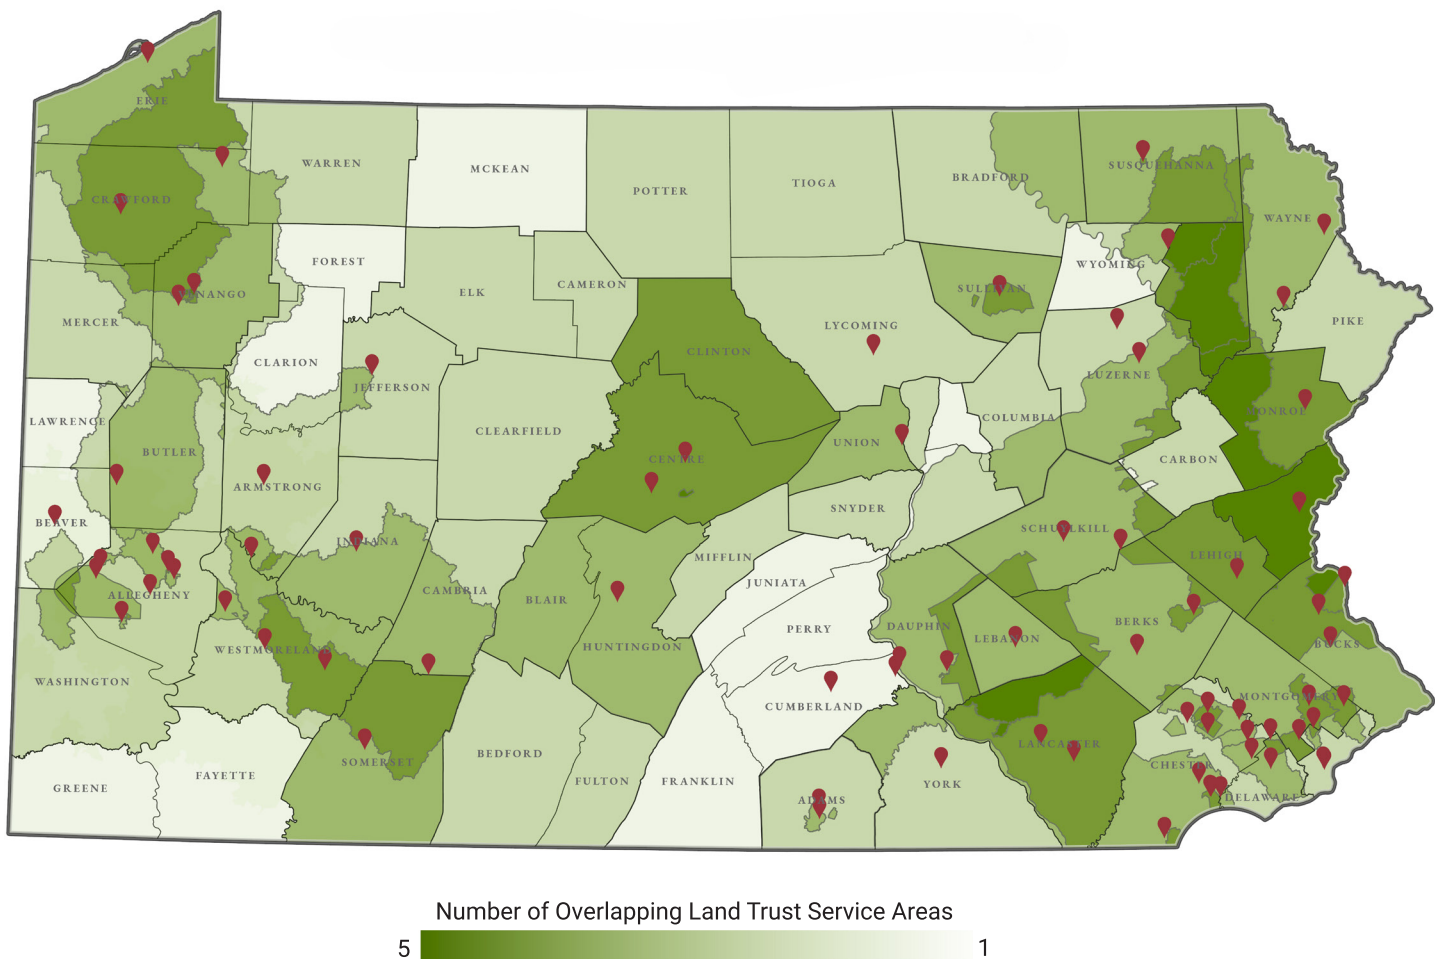 ERIE
CRAWFORD
WARREN
MCKEAN
POTTER
TIOGA
BRADFORD
SUSQUEHANNA
WAYNE
WYOMING
FOREST
VENANGO
ELK
CAMERON
SULLIVAN
MERCER
LYCOMING
PIKE
CLINTON
CLARION
JEFFERSON
LUZERNE
MONROE
LAWRENCE
COLUMBIA
CLEARFIELD
UNION
BUTLER
CENTRE
CARBON
ARMSTRONG
SNYDER
BEAVER
SCHUYLKILL
INDIANA
MIFFLIN
LEHIGH
JUNIATA
CAMBRIA
ALLEGHENY
BLAIR
BERKS
DAUPHIN
PERRY
LEBANON
HUNTINGDON
BUCKS
WESTMORELAND
WASHINGTON
MONTGOMERY
CUMBERLAND
LANCASTER
BEDFORD
SOMERSET
CHESTER
FAYETTE
FULTON
FRANKLIN
YORK
GREENE
ADAMS
DELAWARE
Number of Overlapping Land Trust Service Areas
5
1